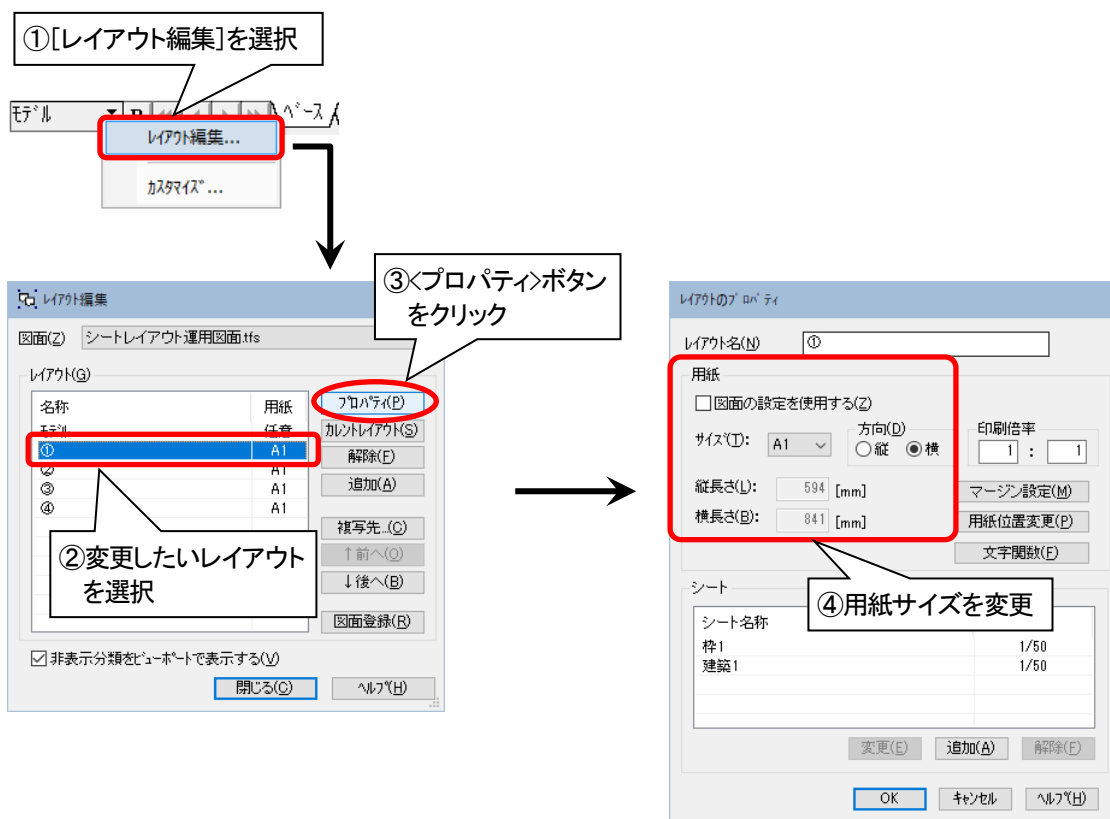 ①[レイアウト編集]を選択
ﾓﾃﾞﾙ
ﾍﾞｰｽ
ﾚｲｱｳﾄ編集...
ｶｽﾀﾏｲｽﾞ...
③<プロパティ>ボタン
をクリック
ﾚｲｱｳﾄ編集
図面(Z) シートレイアウト運用図面.tfs
ﾚｲｱｳﾄ(G)
名称 用紙
ﾓﾃﾞﾙ 任意
① A1
② A1
③ A1
④ A1
ﾌﾟﾛﾊﾟﾃｨ(P)
ｶﾚﾝﾄﾚｲｱｳﾄ(S)
解除(F)
追加(A)
複写先...(C)
↑前へ(O)
↓後へ(B)
図面登録(R)
②変更したいレイアウト
を選択
非表示分類をﾋﾞｭｰﾎﾟｰﾄで表示する(V)
閉じる(C) ﾍﾙﾌﾟ(H)
ﾚｲｱｳﾄのﾌﾟﾛﾊﾟﾃｨ
ﾚｲｱｳﾄ名(N) ①
用紙
図面の設定を使用する(Z)
ｻｲｽﾞ(T): A1
方向(D)
縦 横
縦長さ(L): 594 [mm]
横長さ(B): 841 [mm]
印刷倍率
1 : 1
マージン設定(M)
用紙位置変更(P)
文字関数(F)
④用紙サイズを変更
シート
シート名称
枠1 1/50
建築1 1/50
変更(E) 追加(A) 解除(F)
OK ｷｬﾝｾﾙ ﾍﾙﾌﾟ(H)